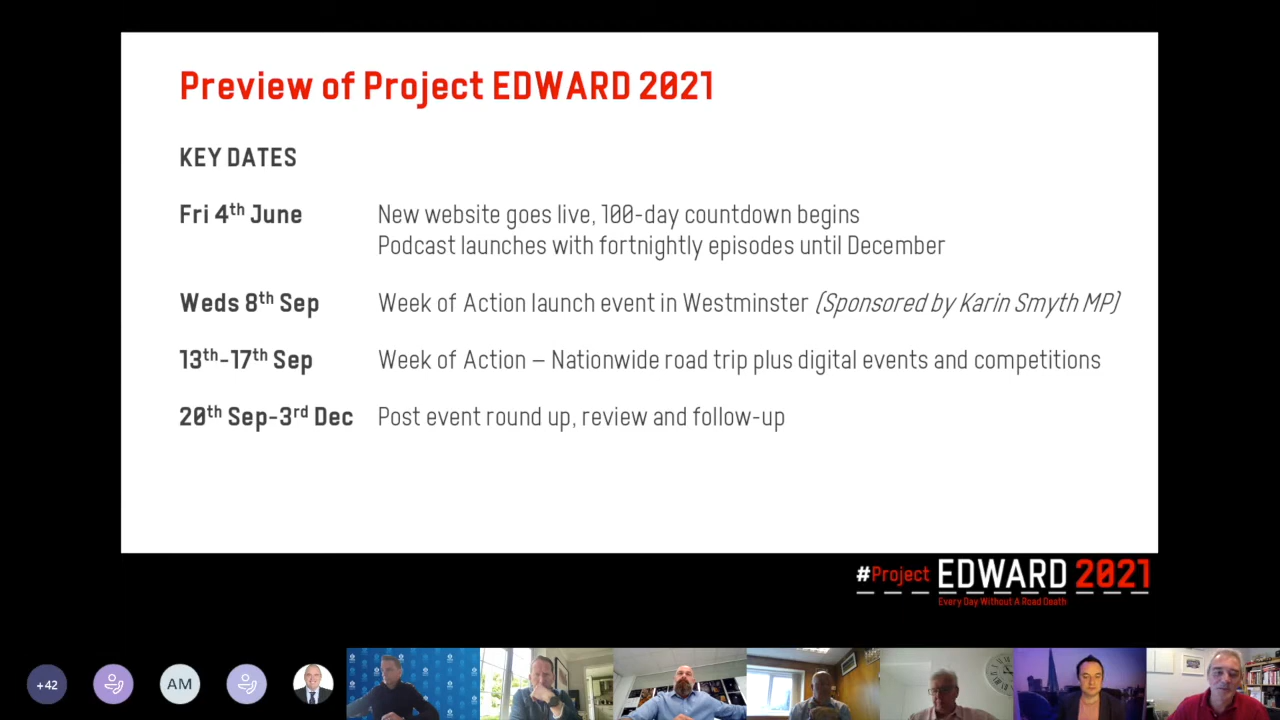 Preview of Project EDWARD 2021
KEY DATES
Fri 4th June New website goes live, 100-day countdown begins
Podcast launches with fortnightly episodes until December
Weds 8th Sep Week of Action launch event in Westminster (Sponsored by Karin Smyth MP)
13th-17th Sep Week of Action – Nationwide road trip plus digital events and competitions
20th Sep-3rd Dec Post event round up, review and follow-up
#Project EDWARD 2021
Every Day Without A Road Death
+42
AM